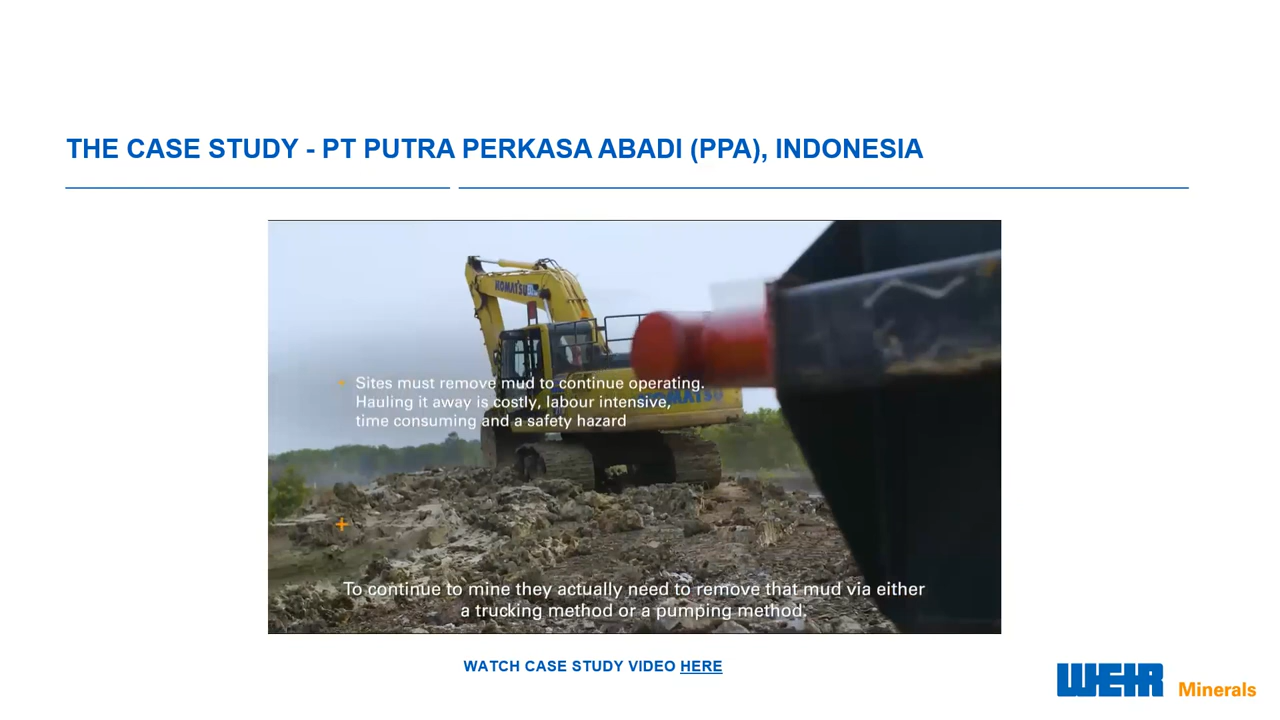 THE CASE STUDY - PT PUTRA PERKASA ABADI (PPA), INDONESIA
KOMATSU
+ Sites must remove mud to continue operating.
Hauling it away is costly, labour intensive,
time consuming and a safety hazard
KOMATSU
+
To continue to mine they actually need to remove that mud via either
a trucking method or a pumping method.
WATCH CASE STUDY VIDEO HERE
WEIR Minerals